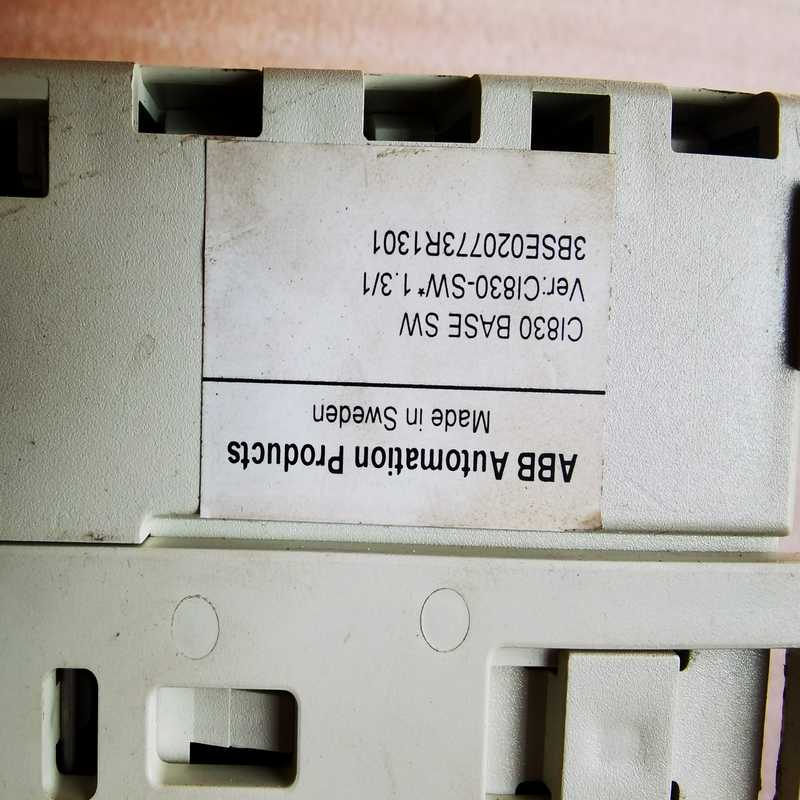 ABB Automation Products
Made in Sweden
CI830 BASE SW
Ver:CI830-SW*1.3/1
3BSE020773R1301